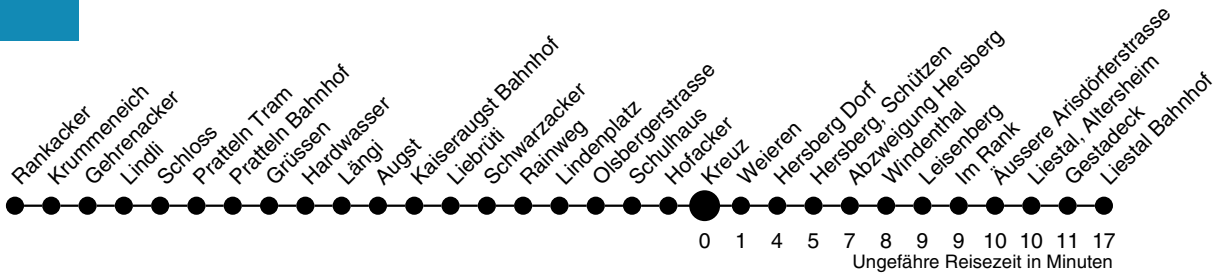 Rankacker
Krummeneich
Gehrenacker
Lindli
Schloss
Pratteln Tram
Pratteln Bahnhof
Grüssen
Hardwasser
Längi
Augst
Kaiseraugst Bahnhof
Liebrüti
Schwarzacker
Rainweg
Lindenplatz
Olsbergerstrasse
Schulhaus
Hofacker
Kreuz
Weieren
Hersberg Dorf
Hersberg, Schützen
Abzweigung Hersberg
Windenthal
Leisenberg
Im Rank
Äussere Arisdörferstrasse
Liestal, Altersheim
Gestadeck
Liestal Bahnhof
0 1 4 5 7 8 9 9 10 10 11 17
Ungefähre Reisezeit in Minuten